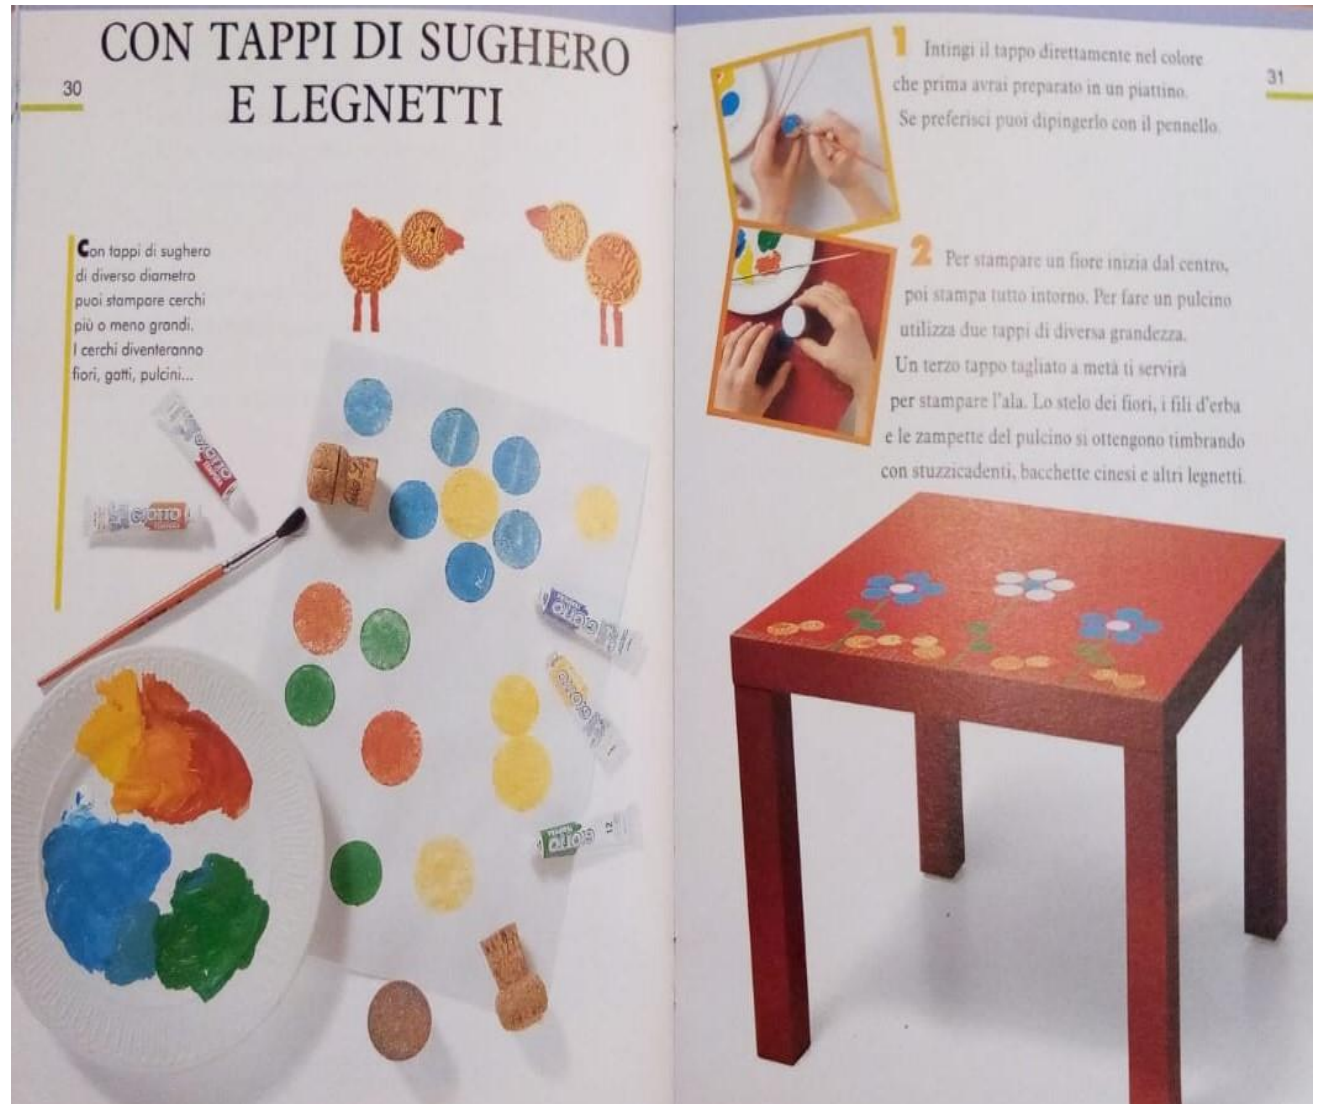 CON TAPPI DI SUGHERO
E LEGNETTI
30
Con tappi di sughero
di diverso diametro
puoi stampare cerchi
più o meno grandi.
I cerchi diventeranno
fiori, gatti, pulcini...
GIOTTO
GIOTTO
GIOTTO
GIOTTO
GIOTTO
12
31
1 Intingi il tappo direttamente nel colore
che prima avrai preparato in un piattino.
Se preferisci puoi dipingerlo con il pennello.
2 Per stampare un fiore inizia dal centro,
poi stampa tutto intorno. Per fare un pulcino
utilizza due tappi di diversa grandezza.
Un terzo tappo tagliato a metà ti servirà
per stampare l'ala. Lo stelo dei fiori, i fili d'erba
e le zampette del pulcino si ottengono timbrando
con stuzzicadenti, bacchette cinesi e altri legnetti.